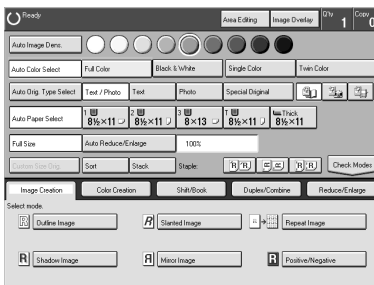 Ready Area Editing Image Overlay Q'ty 1 Copy 0
Auto Image Dens.
Auto Color Select Full Color Black & White Single Color Twin Color
Auto Orig. Type Select Text / Photo Text Photo Special Original
Auto Paper Select 1 8½×11 2 8½×11 3 8×13 T 8½×11 Thick 8½×11
Full Size Auto Reduce/Enlarge 100%
Custom Size Orig. Sort Stack Staple: Check Modes
Image Creation Color Creation Shift/Book Duplex/Combine Reduce/Enlarge
Select mode.
R Outline Image R Slanted Image Repeat Image
R Shadow Image R Mirror Image R Positive/Negative